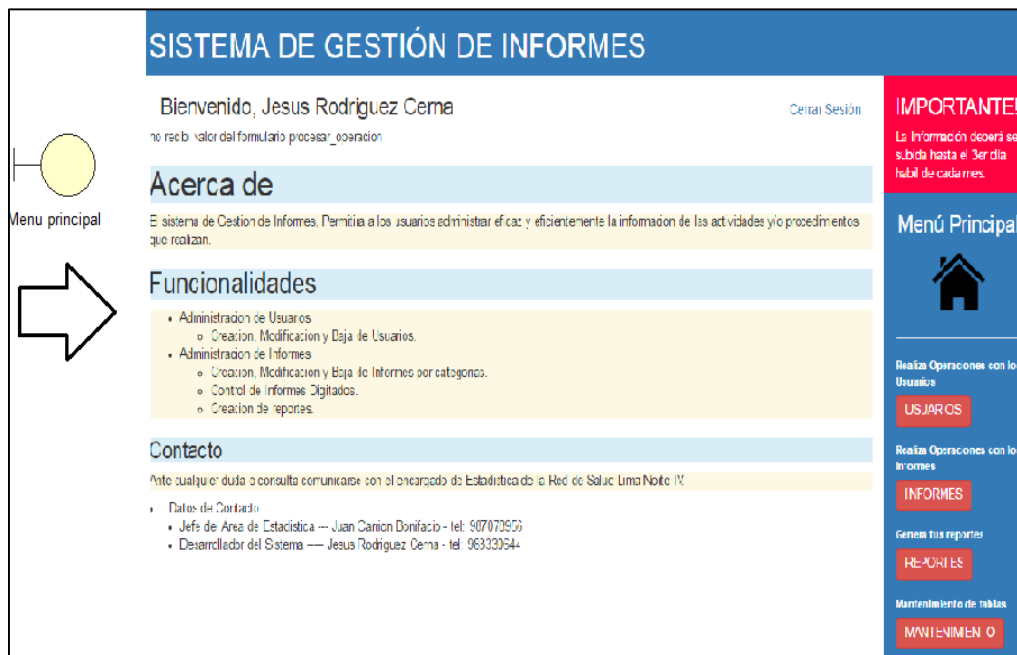 SISTEMA DE GESTIÓN DE INFORMES
Bienvenido, Jesus Rodriguez Cerna
Cerrar Sesión
no recibi valor del formulario procesar_operacion
Menu principal
Acerca de
El sistema de Gestion de Informes, Permitira a los usuarios administrar eficaz y eficientemente la informacion de las actividades y/o procedimientos
que realizan.
Funcionalidades
Administracion de Usuarios
Creacion, Modificacion y Baja de Usuarios.
Administracion de Informes
Creacion, Modificacion y Baja de Informes por categorias.
Control de Informes Digitados.
Creacion de reportes.
Contacto
Ante cualquier duda o consulta comunicarse con el encargado de Estadistica de la Red de Salud Lima Norte IV.
Datos de Contacto
Jefe de Area de Estadistica --- Juan Carrion Bonifacio - tel:
Desarrollador del Sistema ---- Jesus Rodriguez Cerna - tel:
IMPORTANTE!
La Información deberá se
subida hasta el 3er dia
habil de cada mes.
Menú Principal
Realiza Operaciones con lo
Usuarios
USUARIOS
Realiza Operaciones con lo
Informes
INFORMES
Genera tus reportes
REPORTES
Mantenimiento de tablas
MANTENIMIENTO